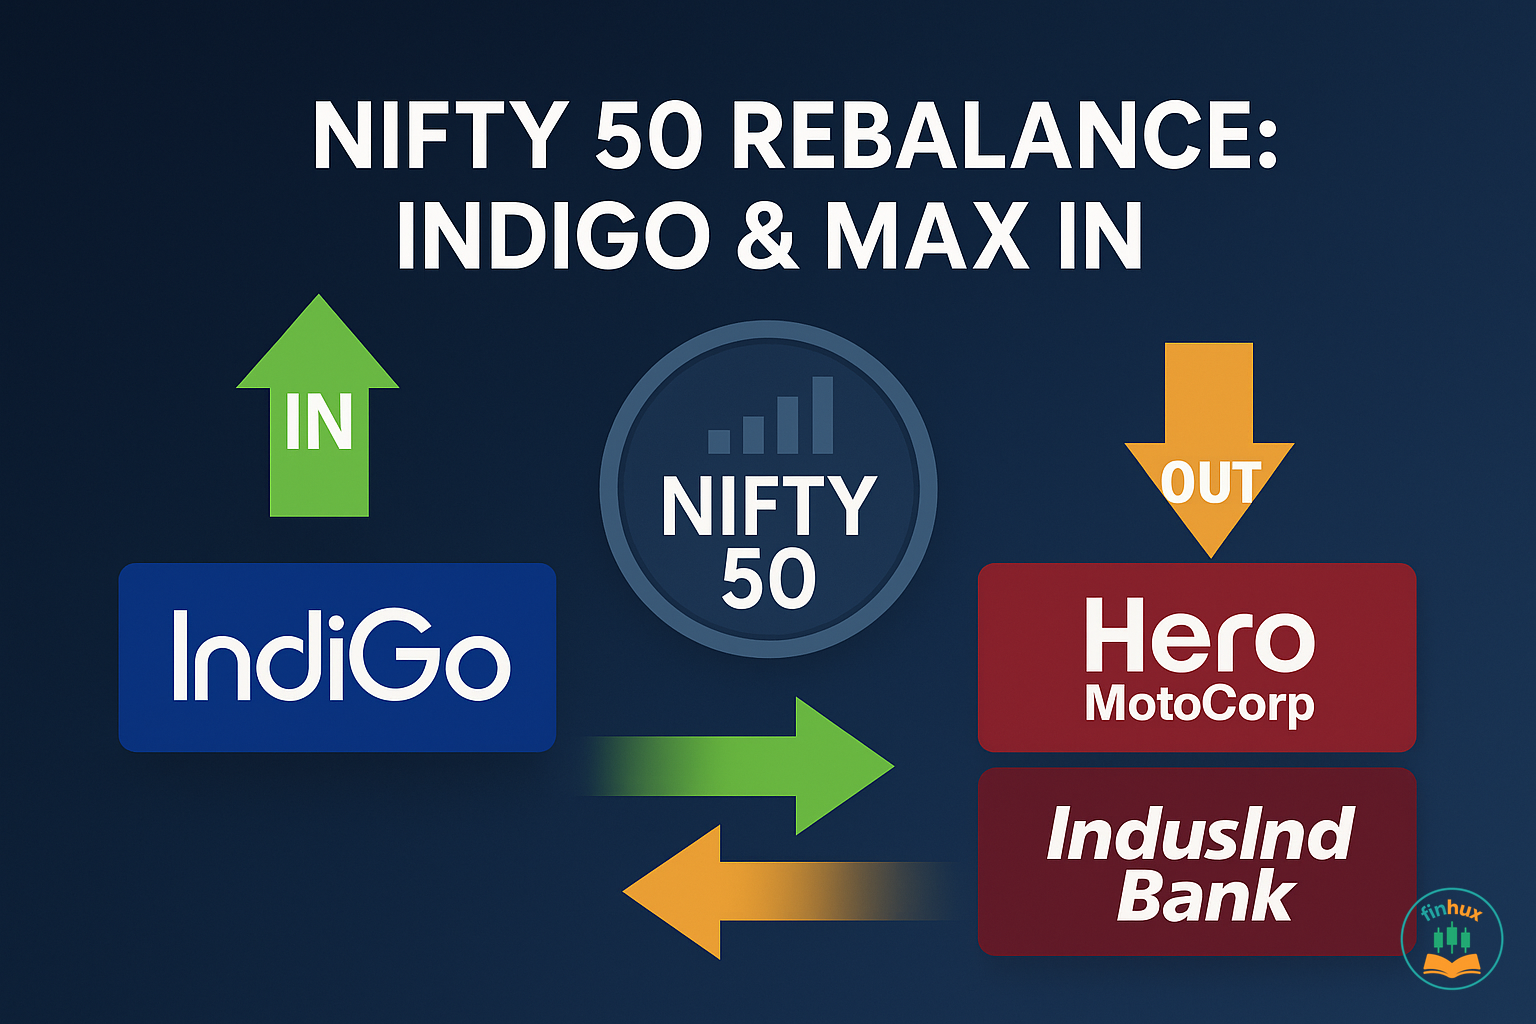 NIFTY 50 REBALANCE:
INDIGO & MAX IN
IN
NIFTY
50
OUT
IndiGo
Hero
MotoCorp
IndusInd
Bank
finhux